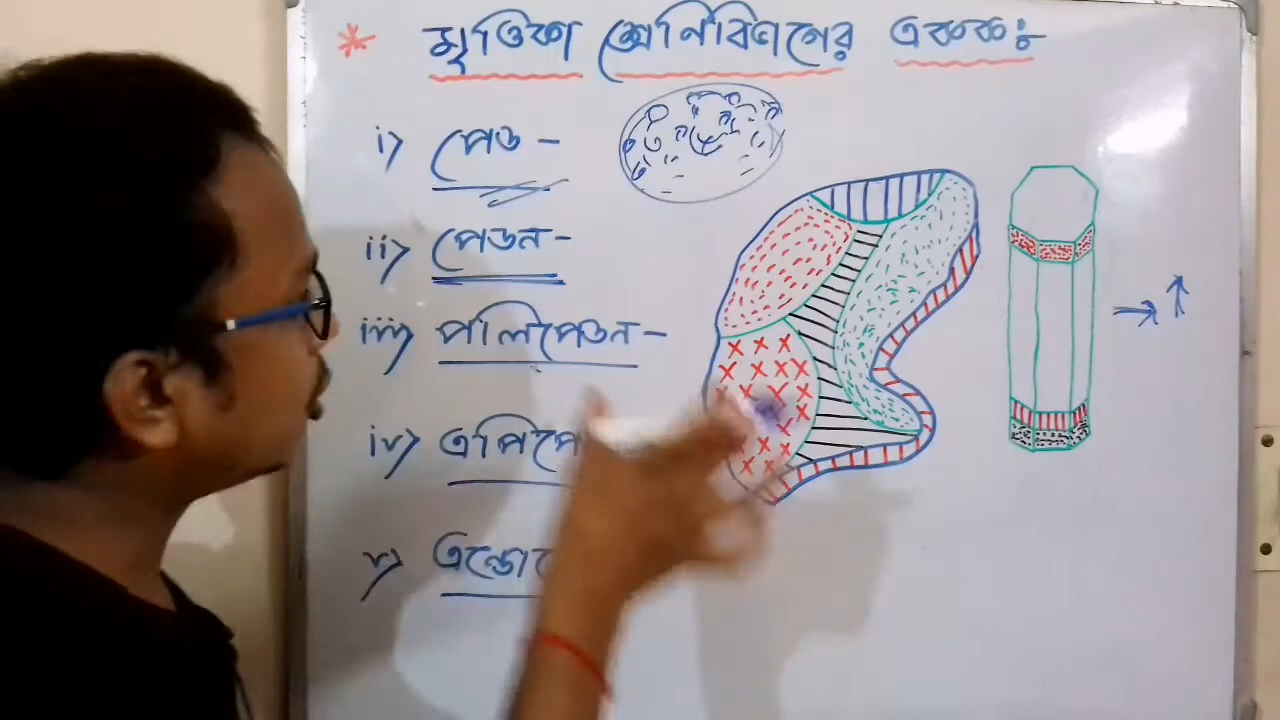 * মৃত্তিকা শ্রেণিবিভাগের একক:-
i) পেড -
ii) পেডন-
iii) পলিপেডন-
iv) এপিপে
v) এন্ডোপে